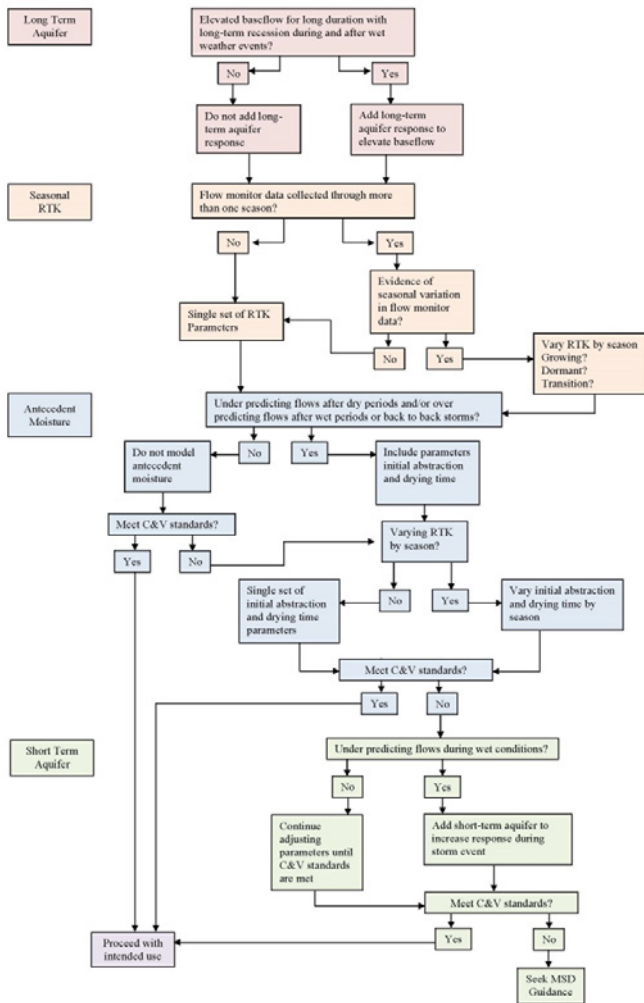 Long Term
Aquifer
Elevated baseflow for long duration with
long-term recession during and after wet
weather events?
No
Yes
Do not add long-
term aquifer
response
Add long-term
aquifer response to
elevate baseflow
Seasonal
RTK
Flow monitor data collected through more
than one season?
No
Yes
Evidence of
seasonal variation
in flow monitor
data?
Single set of RTK
Parameters
No
Yes
Vary RTK by season
Growing?
Dormant?
Transition?
Antecedent
Moisture
Under predicting flows after dry periods and/or over
predicting flows after wet periods or back to back storms?
No
Yes
Do not model
antecedent
moisture
Include parameters
initial abstraction
and drying time
Meet C&V standards?
Yes
No
Varying RTK
by season?
No
Yes
Single set of
initial abstraction
and drying time
parameters
Vary initial abstraction
and drying time by
season
Meet C&V standards?
Yes
No
Short Term
Aquifer
Under predicting flows during wet conditions?
No
Yes
Continue
adjusting
parameters until
C&V standards
are met
Add short-term aquifer to
increase response during
storm event
Meet C&V standards?
Yes
No
Proceed with
intended use
Seek MSD
Guidance